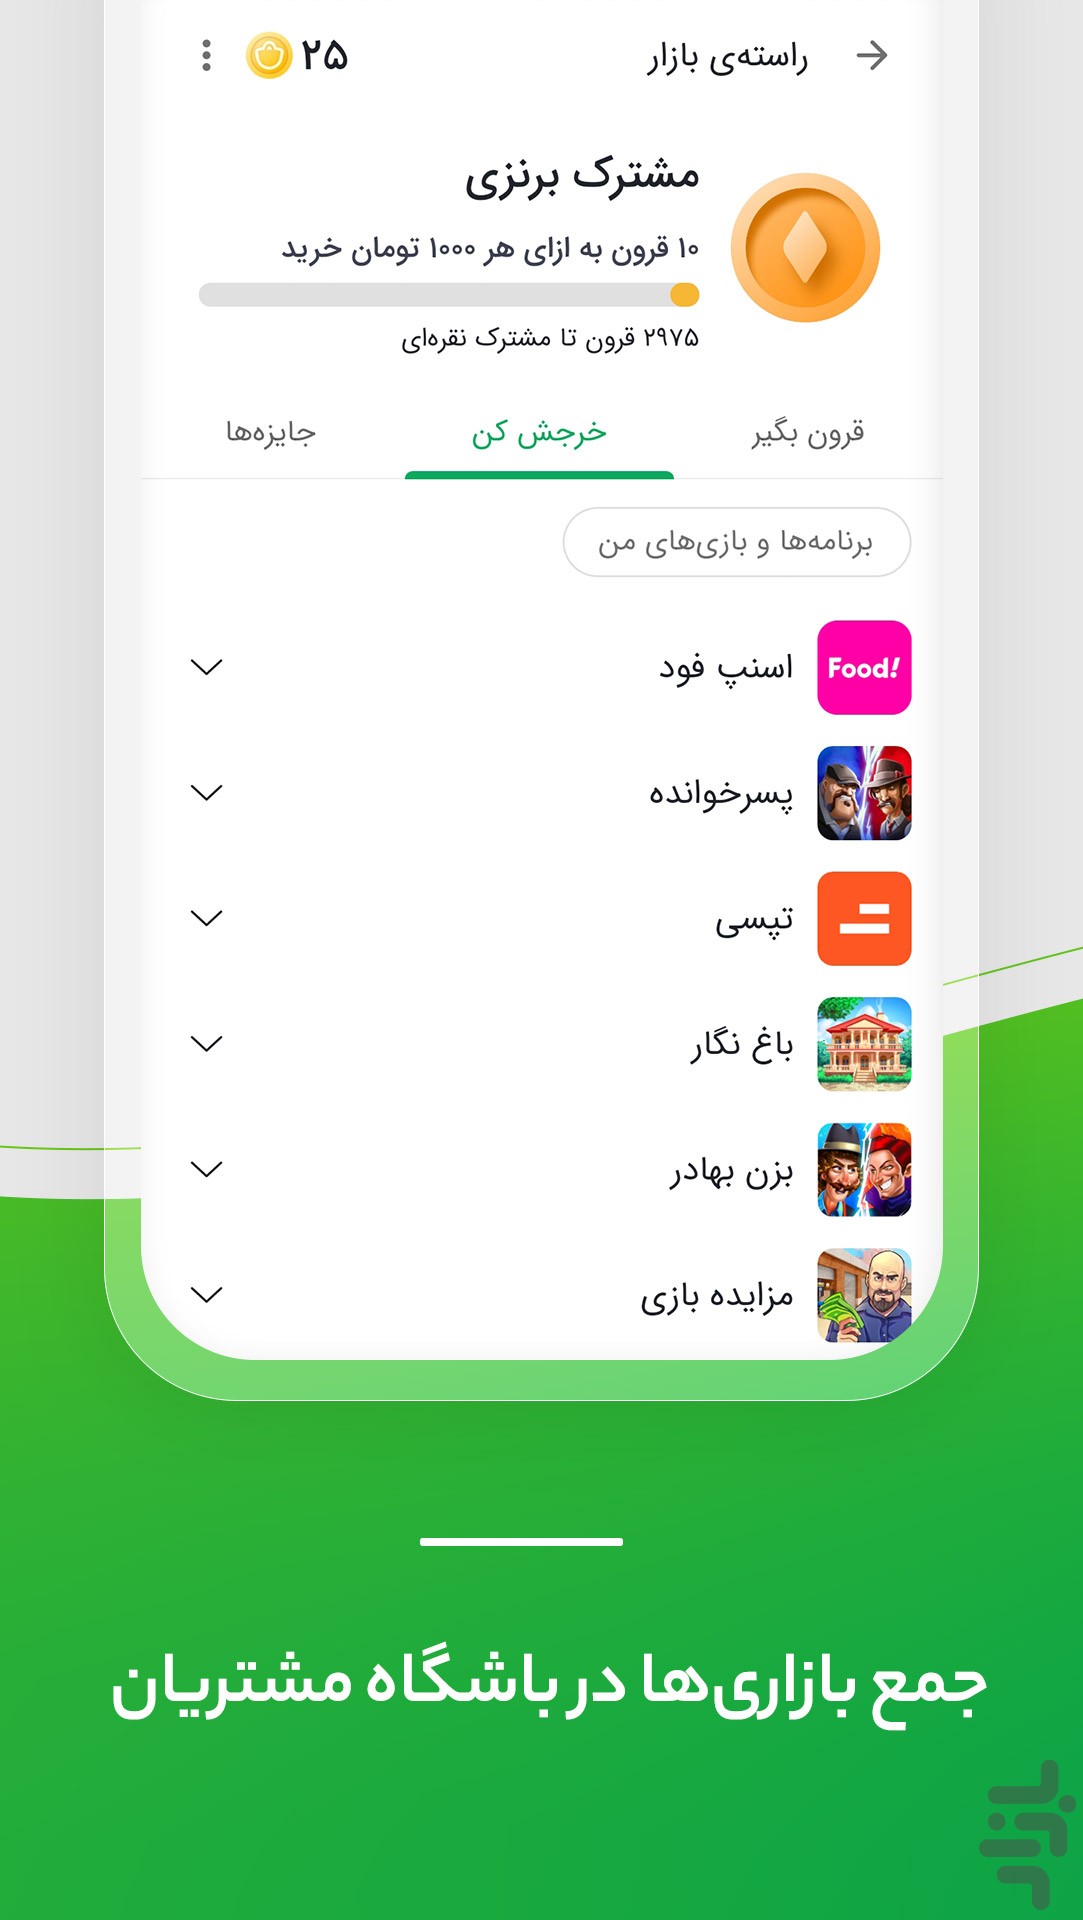 راسته‌ی بازار
۲۵
مشترک برنزی
۱۰ قرون به ازای هر ۱۰۰۰ تومان خرید
۲۹۷۵ قرون تا مشترک نقره‌ای
قرون بگیر
خرجش کن
جایزه‌ها
برنامه‌ها و بازی‌های من
Food!
اسنپ فود
پسرخوانده
تپسی
باغ نگار
بزن بهادر
مزایده بازی
جمع بازاری‌ها در باشگاه مشتریان
بازار